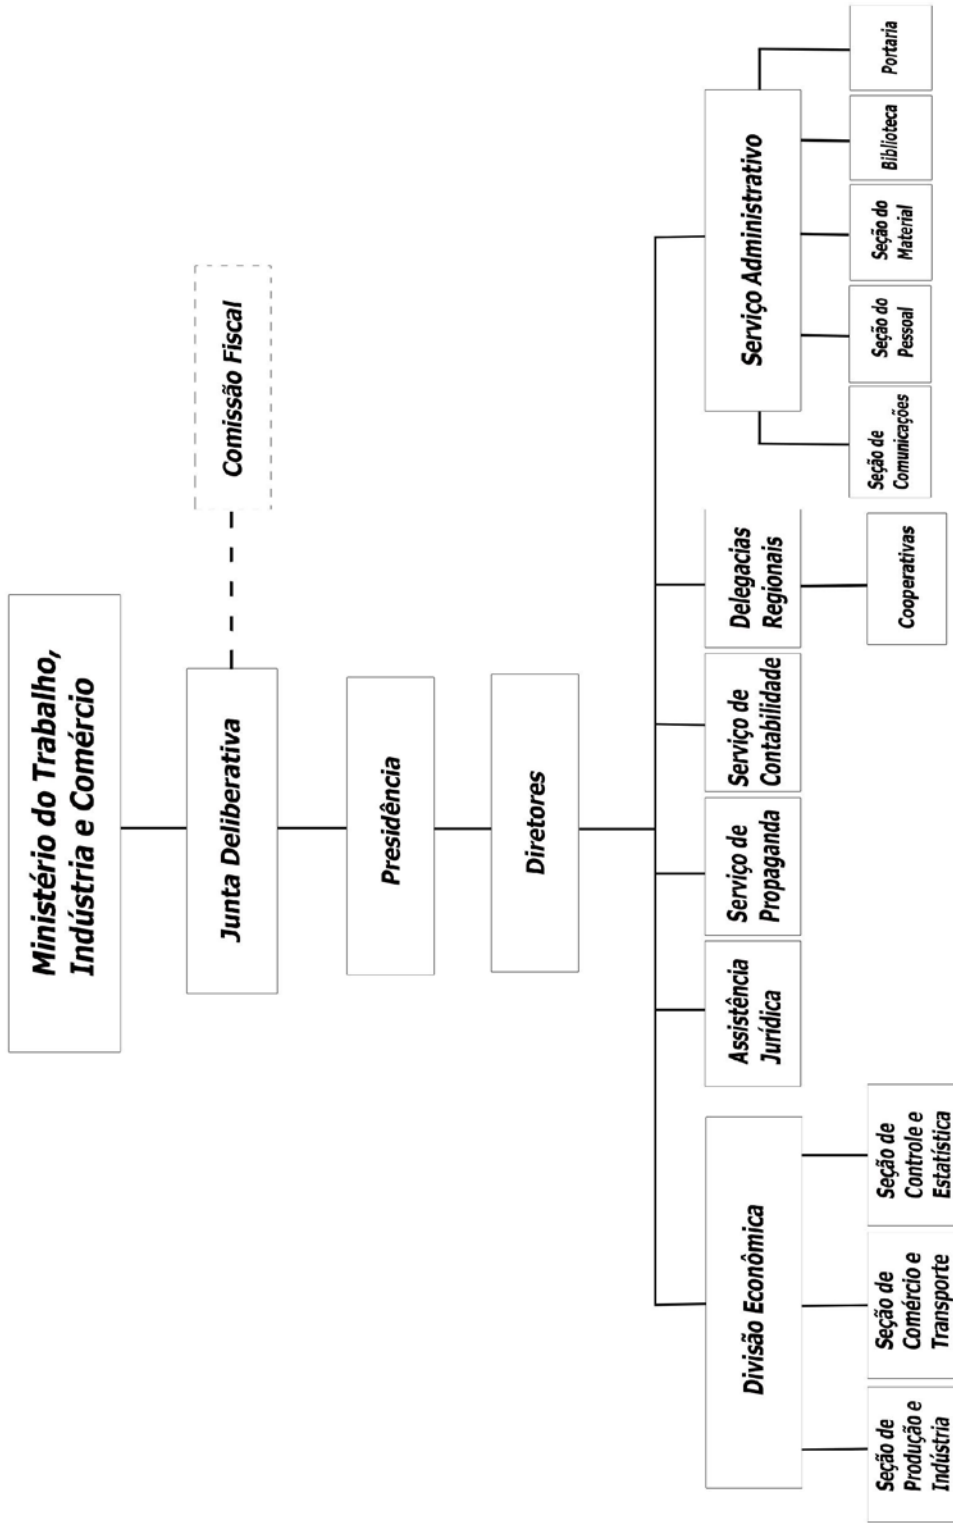 Ministério do Trabalho,
Indústria e Comércio
Junta Deliberativa
Comissão Fiscal
Presidência
Diretores
Divisão Econômica
Assistência
Jurídica
Serviço de
Propaganda
Serviço de
Contabilidade
Delegacias
Regionais
Serviço Administrativo
Seção de
Produção e
Indústria
Seção de
Comércio e
Transporte
Seção de
Controle e
Estatística
Cooperativas
Seção de
Comunicações
Seção do
Pessoal
Seção do
Material
Biblioteca
Portaria